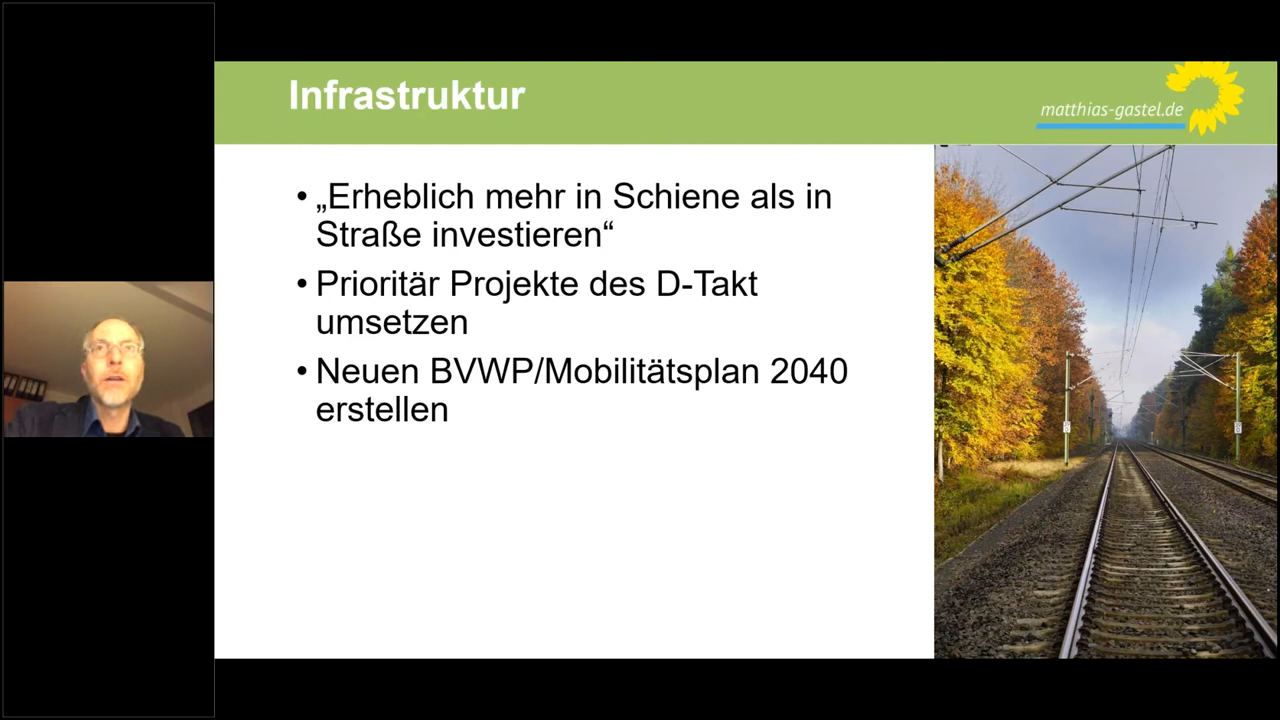 Infrastruktur
matthias-gastel.de
• „Erheblich mehr in Schiene als in
Straße investieren“
• Prioritär Projekte des D-Takt
umsetzen
• Neuen BVWP/Mobilitätsplan 2040
erstellen